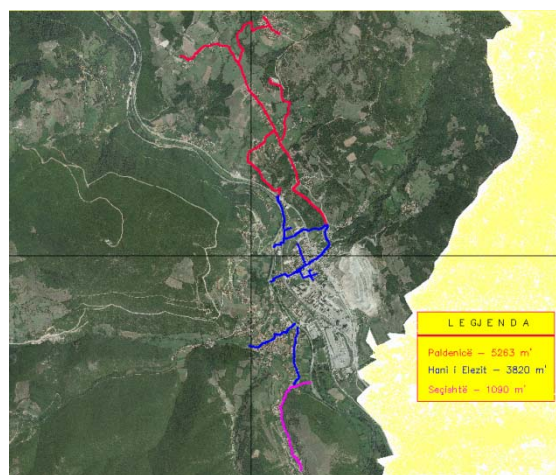 LEGJENDA
Paldenicë – 5263 m'
Hani i Elezit – 3820 m'
Seçishtë – 1090 m'